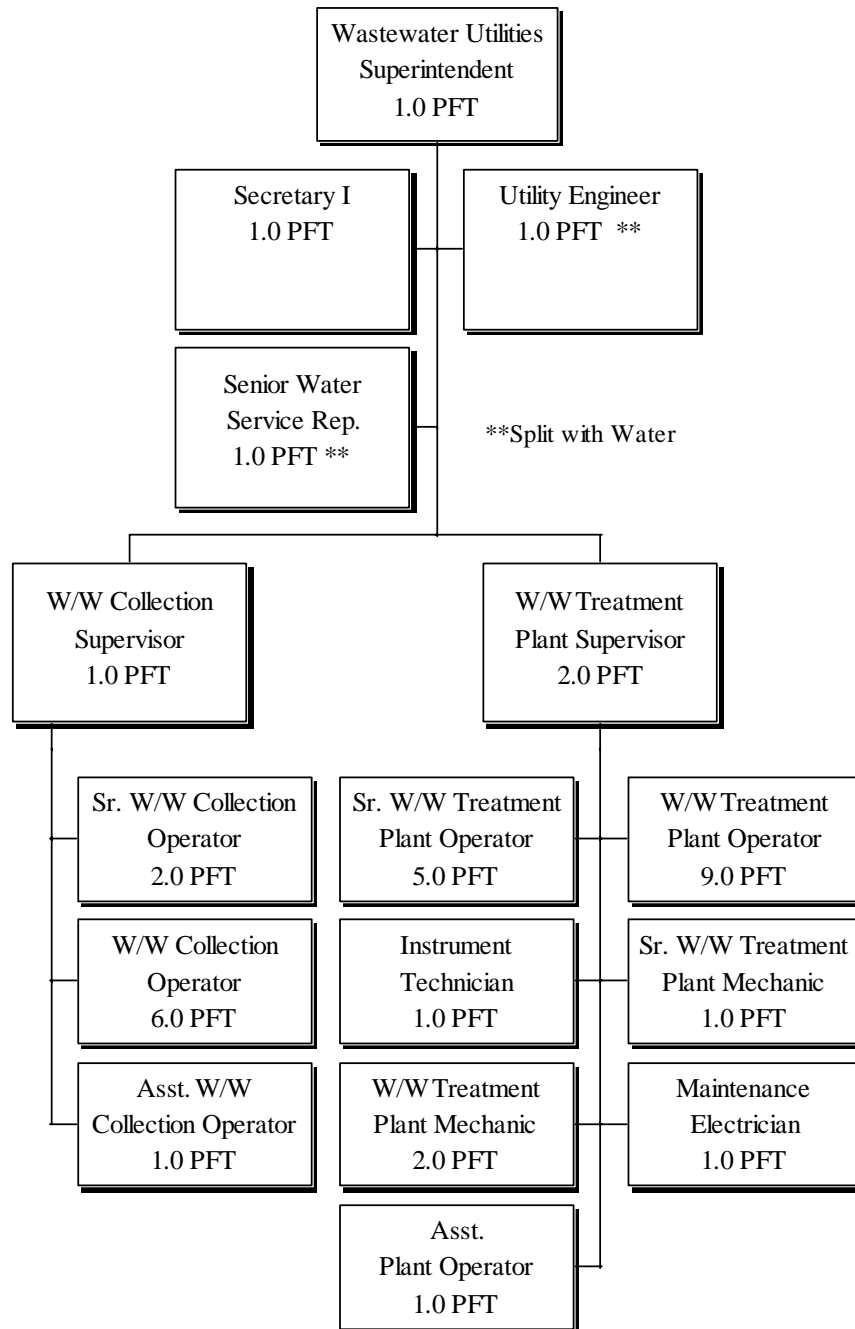 Wastewater Utilities
Superintendent
1.0 PFT
Secretary I
1.0 PFT
Utility Engineer
1.0 PFT **
Senior Water
Service Rep.
1.0 PFT **
**Split with Water
W/W Collection
Supervisor
1.0 PFT
W/W Treatment
Plant Supervisor
2.0 PFT
Sr. W/W Collection
Operator
2.0 PFT
Sr. W/W Treatment
Plant Operator
5.0 PFT
W/W Treatment
Plant Operator
9.0 PFT
W/W Collection
Operator
6.0 PFT
Instrument
Technician
1.0 PFT
Sr. W/W Treatment
Plant Mechanic
1.0 PFT
Asst. W/W
Collection Operator
1.0 PFT
W/W Treatment
Plant Mechanic
2.0 PFT
Maintenance
Electrician
1.0 PFT
Asst.
Plant Operator
1.0 PFT